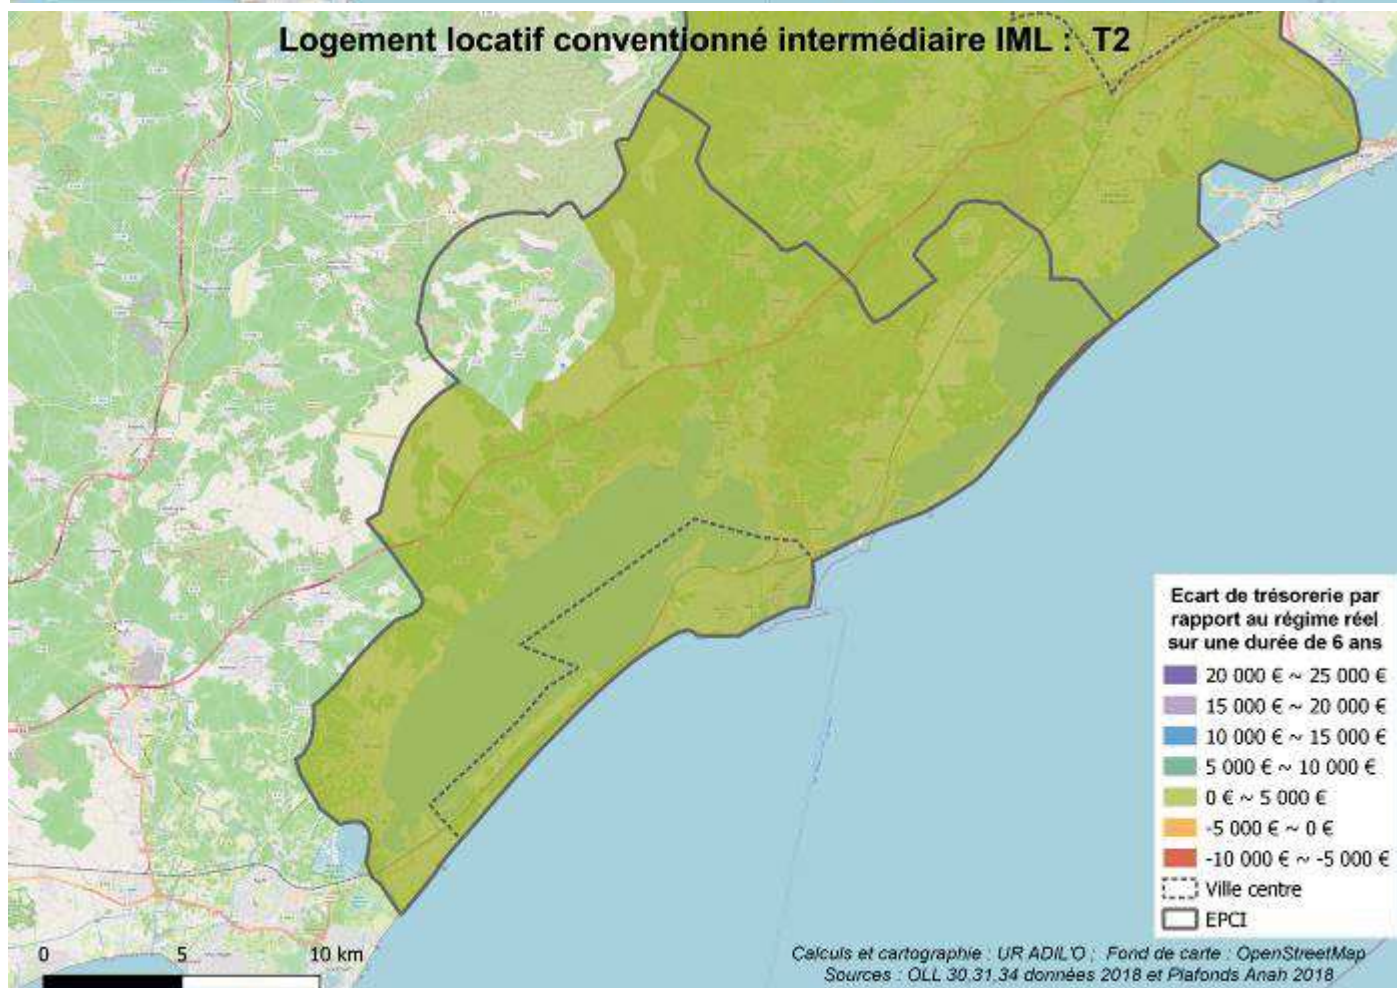 Logement locatif conventionné intermédiaire IML : T2
Ecart de trésorerie par
rapport au régime réel
sur une durée de 6 ans
20 000 € ~ 25 000 €
15 000 € ~ 20 000 €
10 000 € ~ 15 000 €
5 000 € ~ 10 000 €
0 € ~ 5 000 €
-5 000 € ~ 0 €
-10 000 € ~ -5 000 €
Ville centre
EPCI
0 5 10 km
Calculs et cartographie : UR ADIL'O ; Fond de carte : OpenStreetMap
Sources : OLL 30,31,34 données 2018 et Plafonds Anah 2018